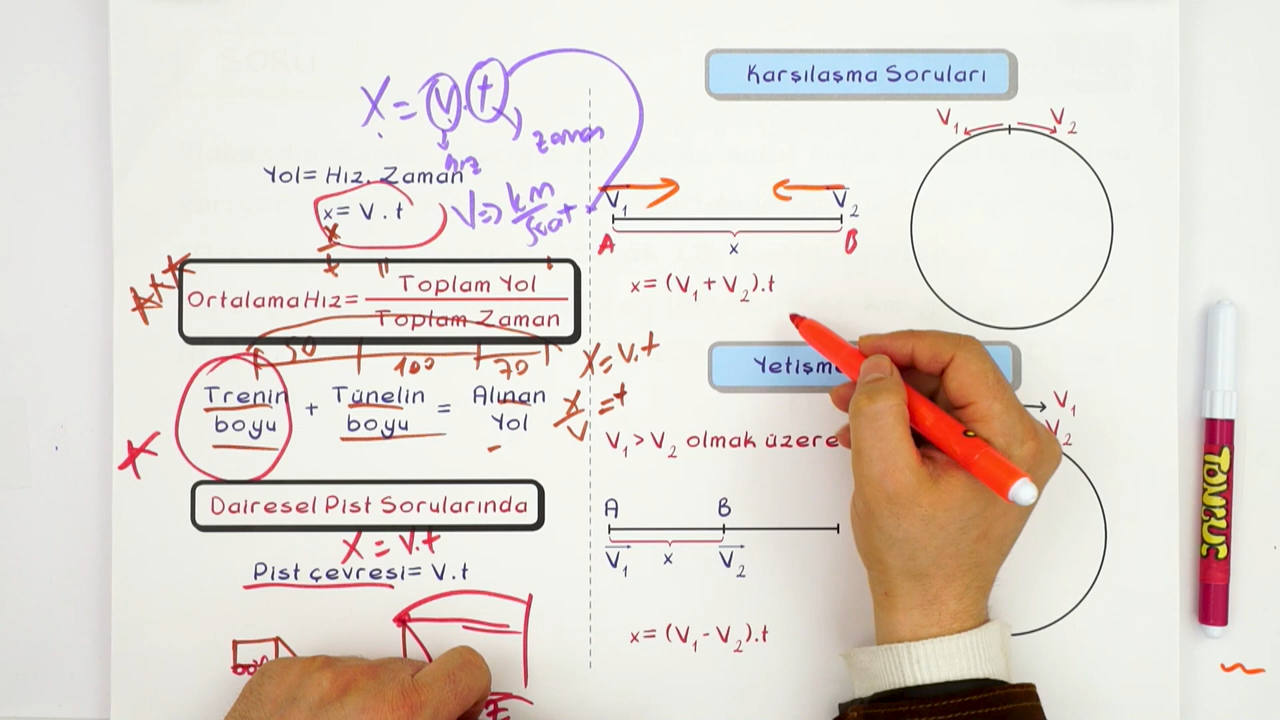 X = V . t
zaman
hız
Yol= Hız. Zaman
x= V . t
x
t
V => km
saat
Ortalama Hız= Toplam Yol
Toplam Zaman
50
100
70
Trenin boyu + Tünelin boyu = Alınan Yol
X = V.t
X = t
V
Dairesel Pist Sorularında
X = V.t
Pist çevresi= V.t
Karşılaşma Soruları
V1 V2
V1 V2
A B
x
x= (V1 + V2).t
V1
V2
V1 > V2 olmak üzere
A B
V1 x V2
x= (V1 - V2).t
TONGUÇ